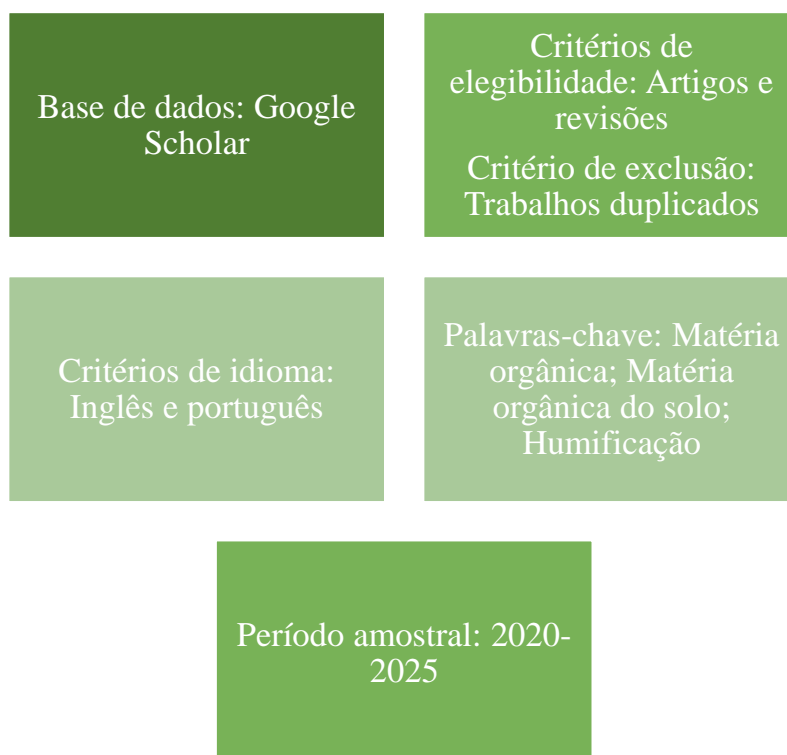 Base de dados: Google
Scholar
Critérios de
elegibilidade: Artigos e
revisões
Critério de exclusão:
Trabalhos duplicados
Critérios de idioma:
Inglês e português
Palavras-chave: Matéria
orgânica; Matéria
orgânica do solo;
Humificação
Período amostral: 2020-
2025